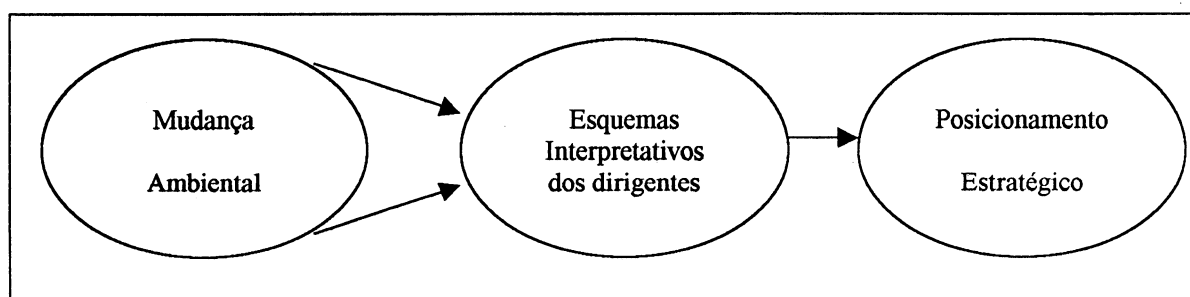 Mudança
Ambiental
Esquemas
Interpretativos
dos dirigentes
Posicionamento
Estratégico